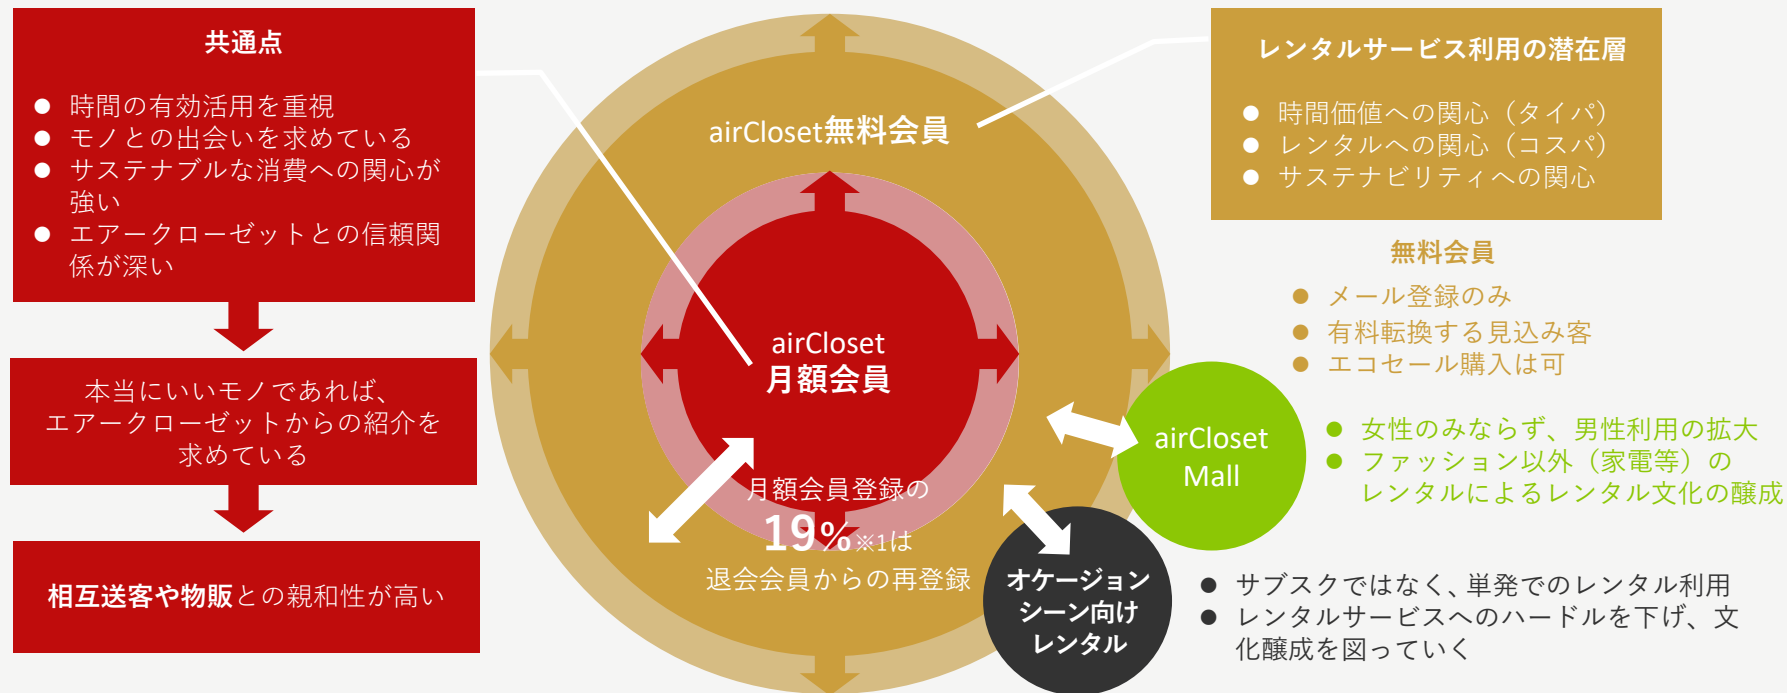 共通点
● 時間の有効活用を重視
● モノとの出会いを求めている
● サステナブルな消費への関心が
強い
● エアークローゼットとの信頼関
係が深い
本当にいいモノであれば、
エアークローゼットからの紹介を
求めている
相互送客や物販との親和性が高い
airCloset無料会員
airCloset
月額会員
月額会員登録の
19%※1は
退会会員からの再登録
レンタルサービス利用の潜在層
● 時間価値への関心（タイパ）
● レンタルへの関心（コスパ）
● サステナビリティへの関心
無料会員
● メール登録のみ
● 有料転換する見込み客
● エコセール購入は可
airCloset
Mall
● 女性のみならず、男性利用の拡大
● ファッション以外（家電等）の
レンタルによるレンタル文化の醸成
オケージョン
シーン向け
レンタル
● サブスクではなく、単発でのレンタル利用
● レンタルサービスへのハードルを下げ、文
化醸成を図っていく